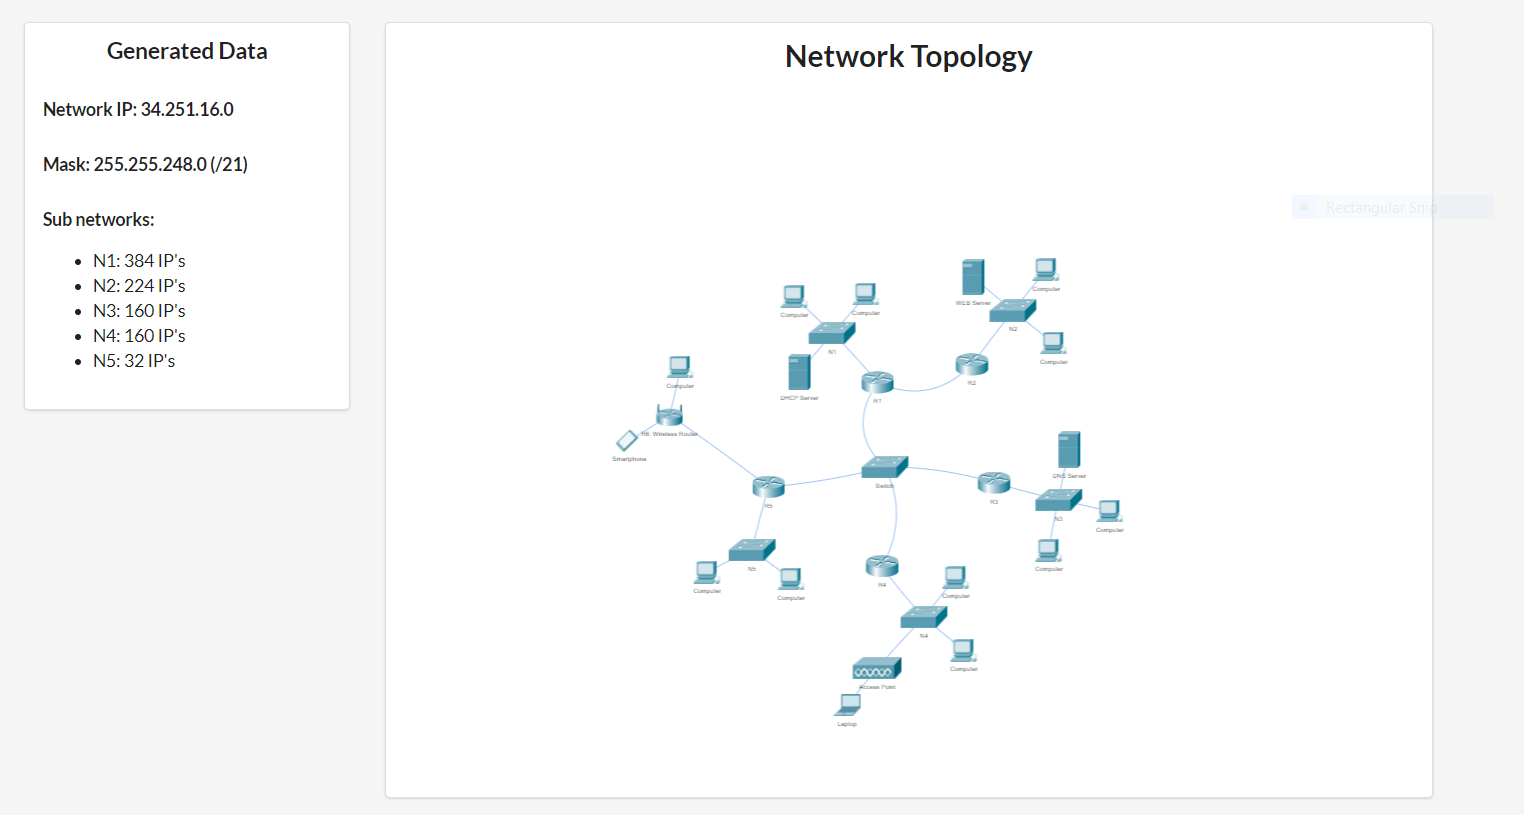 Generated Data
Network IP: 34.251.16.0
Mask: 255.255.248.0 (/21)
Sub networks:
N1: 384 IP's
N2: 224 IP's
N3: 160 IP's
N4: 160 IP's
N5: 32 IP's
Network Topology
Rectangular Snip
WEB Server
Computer
N2
Computer
Computer
Computer
N1
DHCP Server
R1
R2
Computer
R6: Wireless Router
Smartphone
Switch
R5
R3
DNS Server
N3
Computer
Computer
N5
Computer
Computer
R4
Computer
N4
Computer
Access Point
Laptop